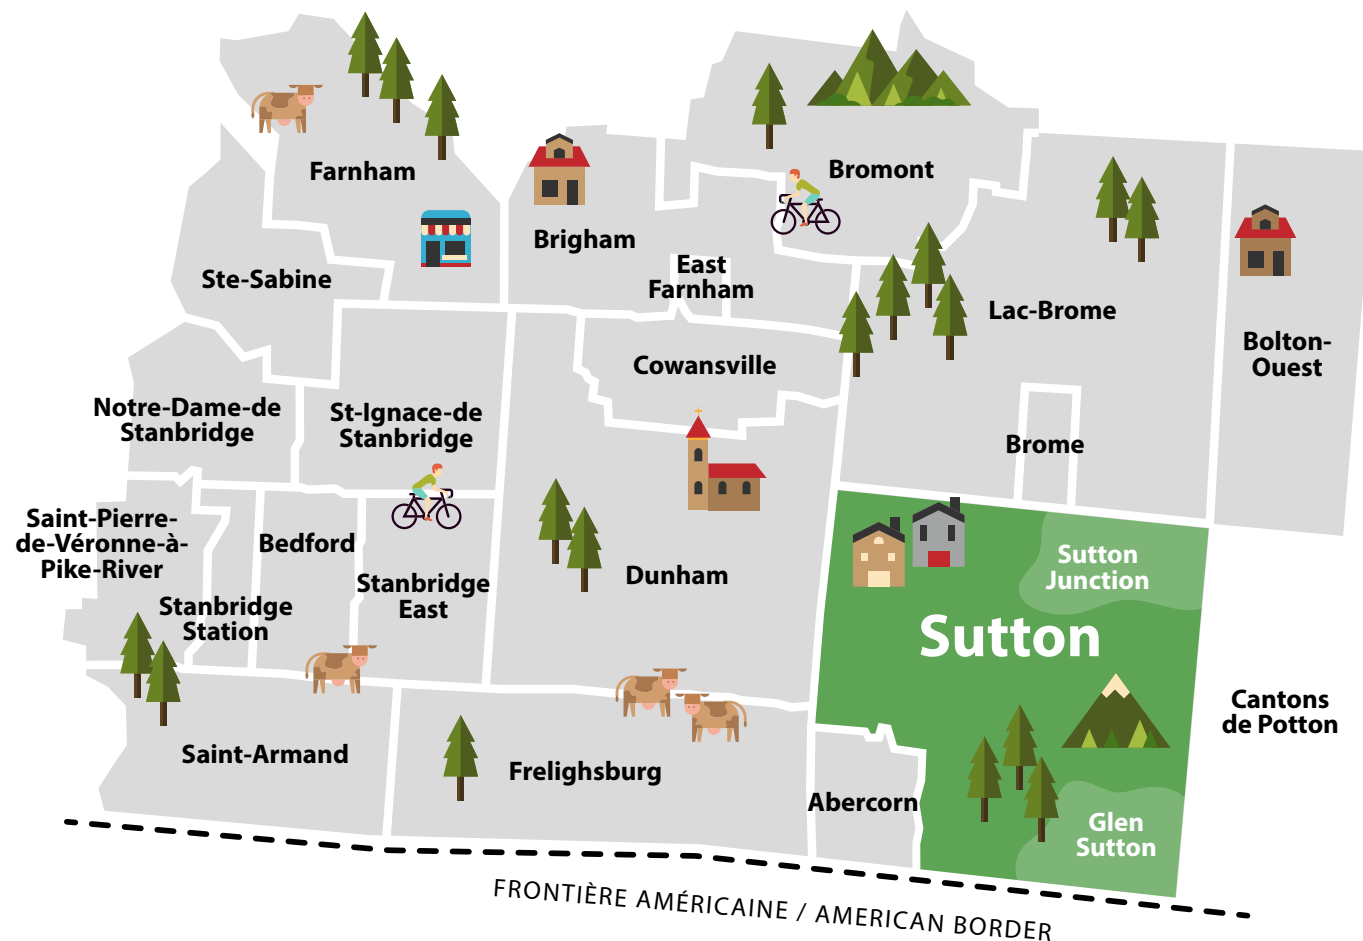 Farnham
Bromont
Brigham
East
Farnham
Ste-Sabine
Lac-Brome
Bolton-
Ouest
Cowansville
Notre-Dame-de
Stanbridge
St-Ignace-de
Stanbridge
Brome
Saint-Pierre-
de-Véronne-à-
Pike-River
Bedford
Stanbridge
East
Stanbridge
Station
Dunham
Sutton
Junction
Sutton
Cantons
de Potton
Saint-Armand
Frelighsburg
Abercorn
Glen
Sutton
FRONTIÈRE AMÉRICAINE / AMERICAN BORDER